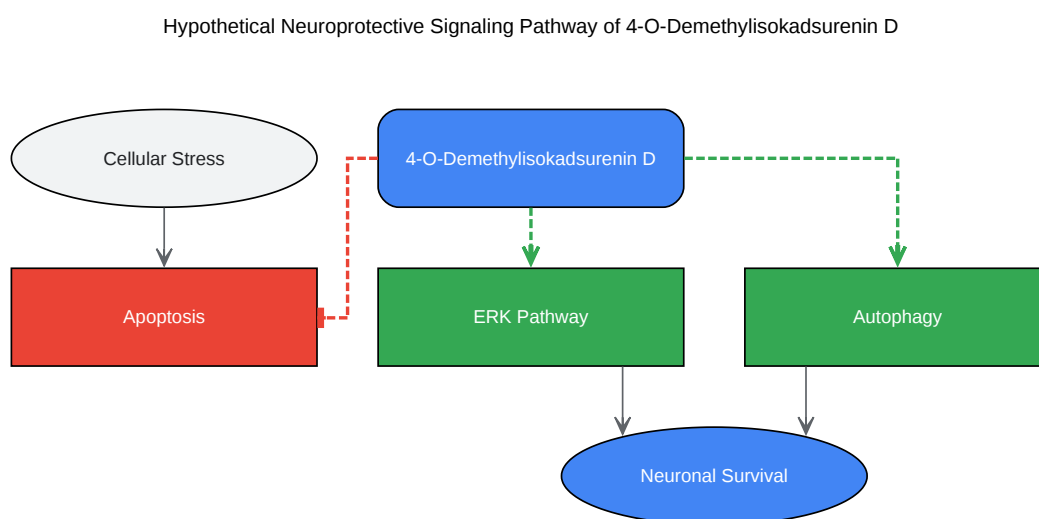 Hypothetical Neuroprotective Signaling Pathway of 4-O-Demethylisokadsurenin D
Cellular Stress
4-O-Demethylisokadsurenin D
Apoptosis
ERK Pathway
Autophagy
Neuronal Survival